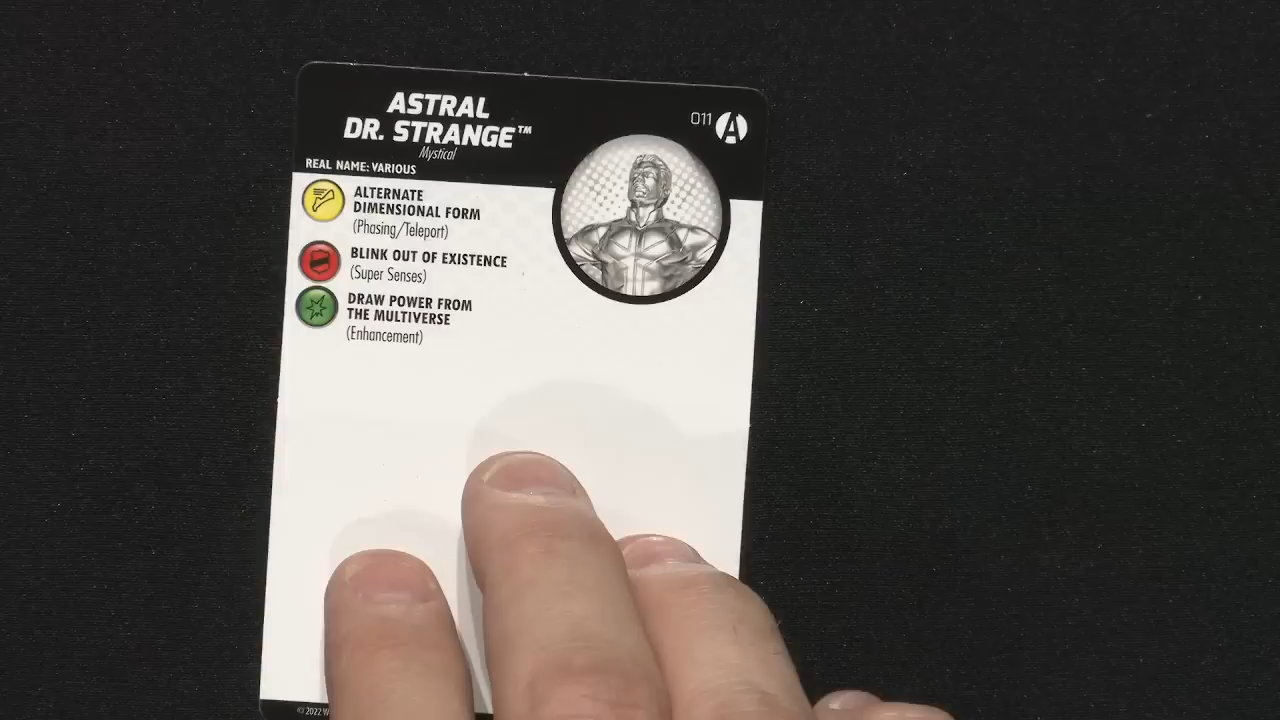 ASTRAL
DR. STRANGE™
Mystical
011
REAL NAME: VARIOUS
ALTERNATE
DIMENSIONAL FORM
(Phasing/Teleport)
BLINK OUT OF EXISTENCE
(Super Senses)
DRAW POWER FROM
THE MULTIVERSE
(Enhancement)
© 2022